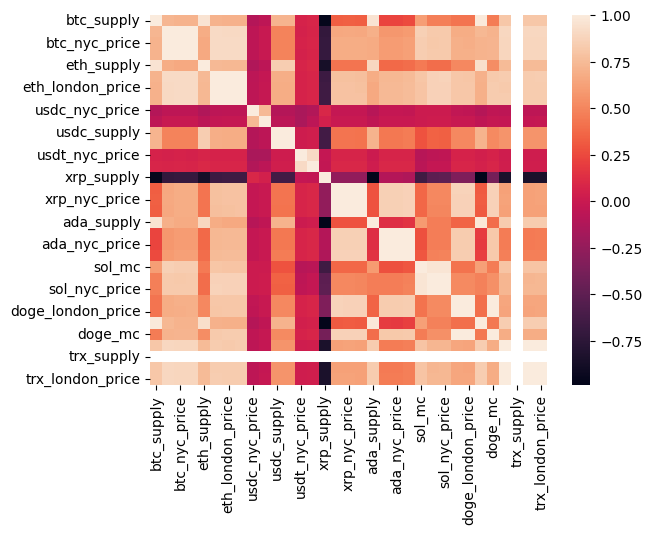 btc_supply
btc_nyc_price
eth_supply
eth_london_price
usdc_nyc_price
usdc_supply
usdt_nyc_price
xrp_supply
xrp_nyc_price
ada_supply
ada_nyc_price
sol_mc
sol_nyc_price
doge_london_price
doge_mc
trx_supply
trx_london_price
btc_supply
btc_nyc_price
eth_supply
eth_london_price
usdc_nyc_price
usdc_supply
usdt_nyc_price
xrp_supply
xrp_nyc_price
ada_supply
ada_nyc_price
sol_mc
sol_nyc_price
doge_london_price
doge_mc
trx_supply
trx_london_price
1.00
0.75
0.50
0.25
0.00
−0.25
−0.50
−0.75